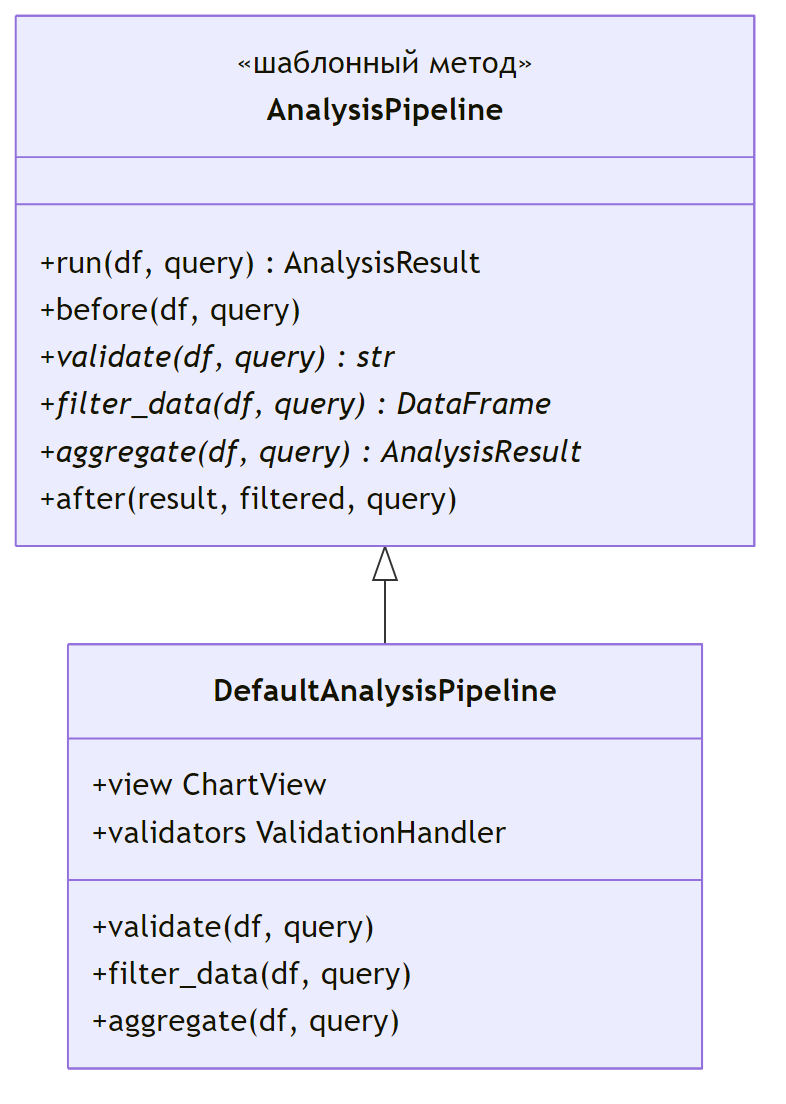 «шаблонный метод»
AnalysisPipeline
+run(df, query) : AnalysisResult
+before(df, query)
+validate(df, query) : str
+filter_data(df, query) : DataFrame
+aggregate(df, query) : AnalysisResult
+after(result, filtered, query)
DefaultAnalysisPipeline
+view ChartView
+validators ValidationHandler
+validate(df, query)
+filter_data(df, query)
+aggregate(df, query)